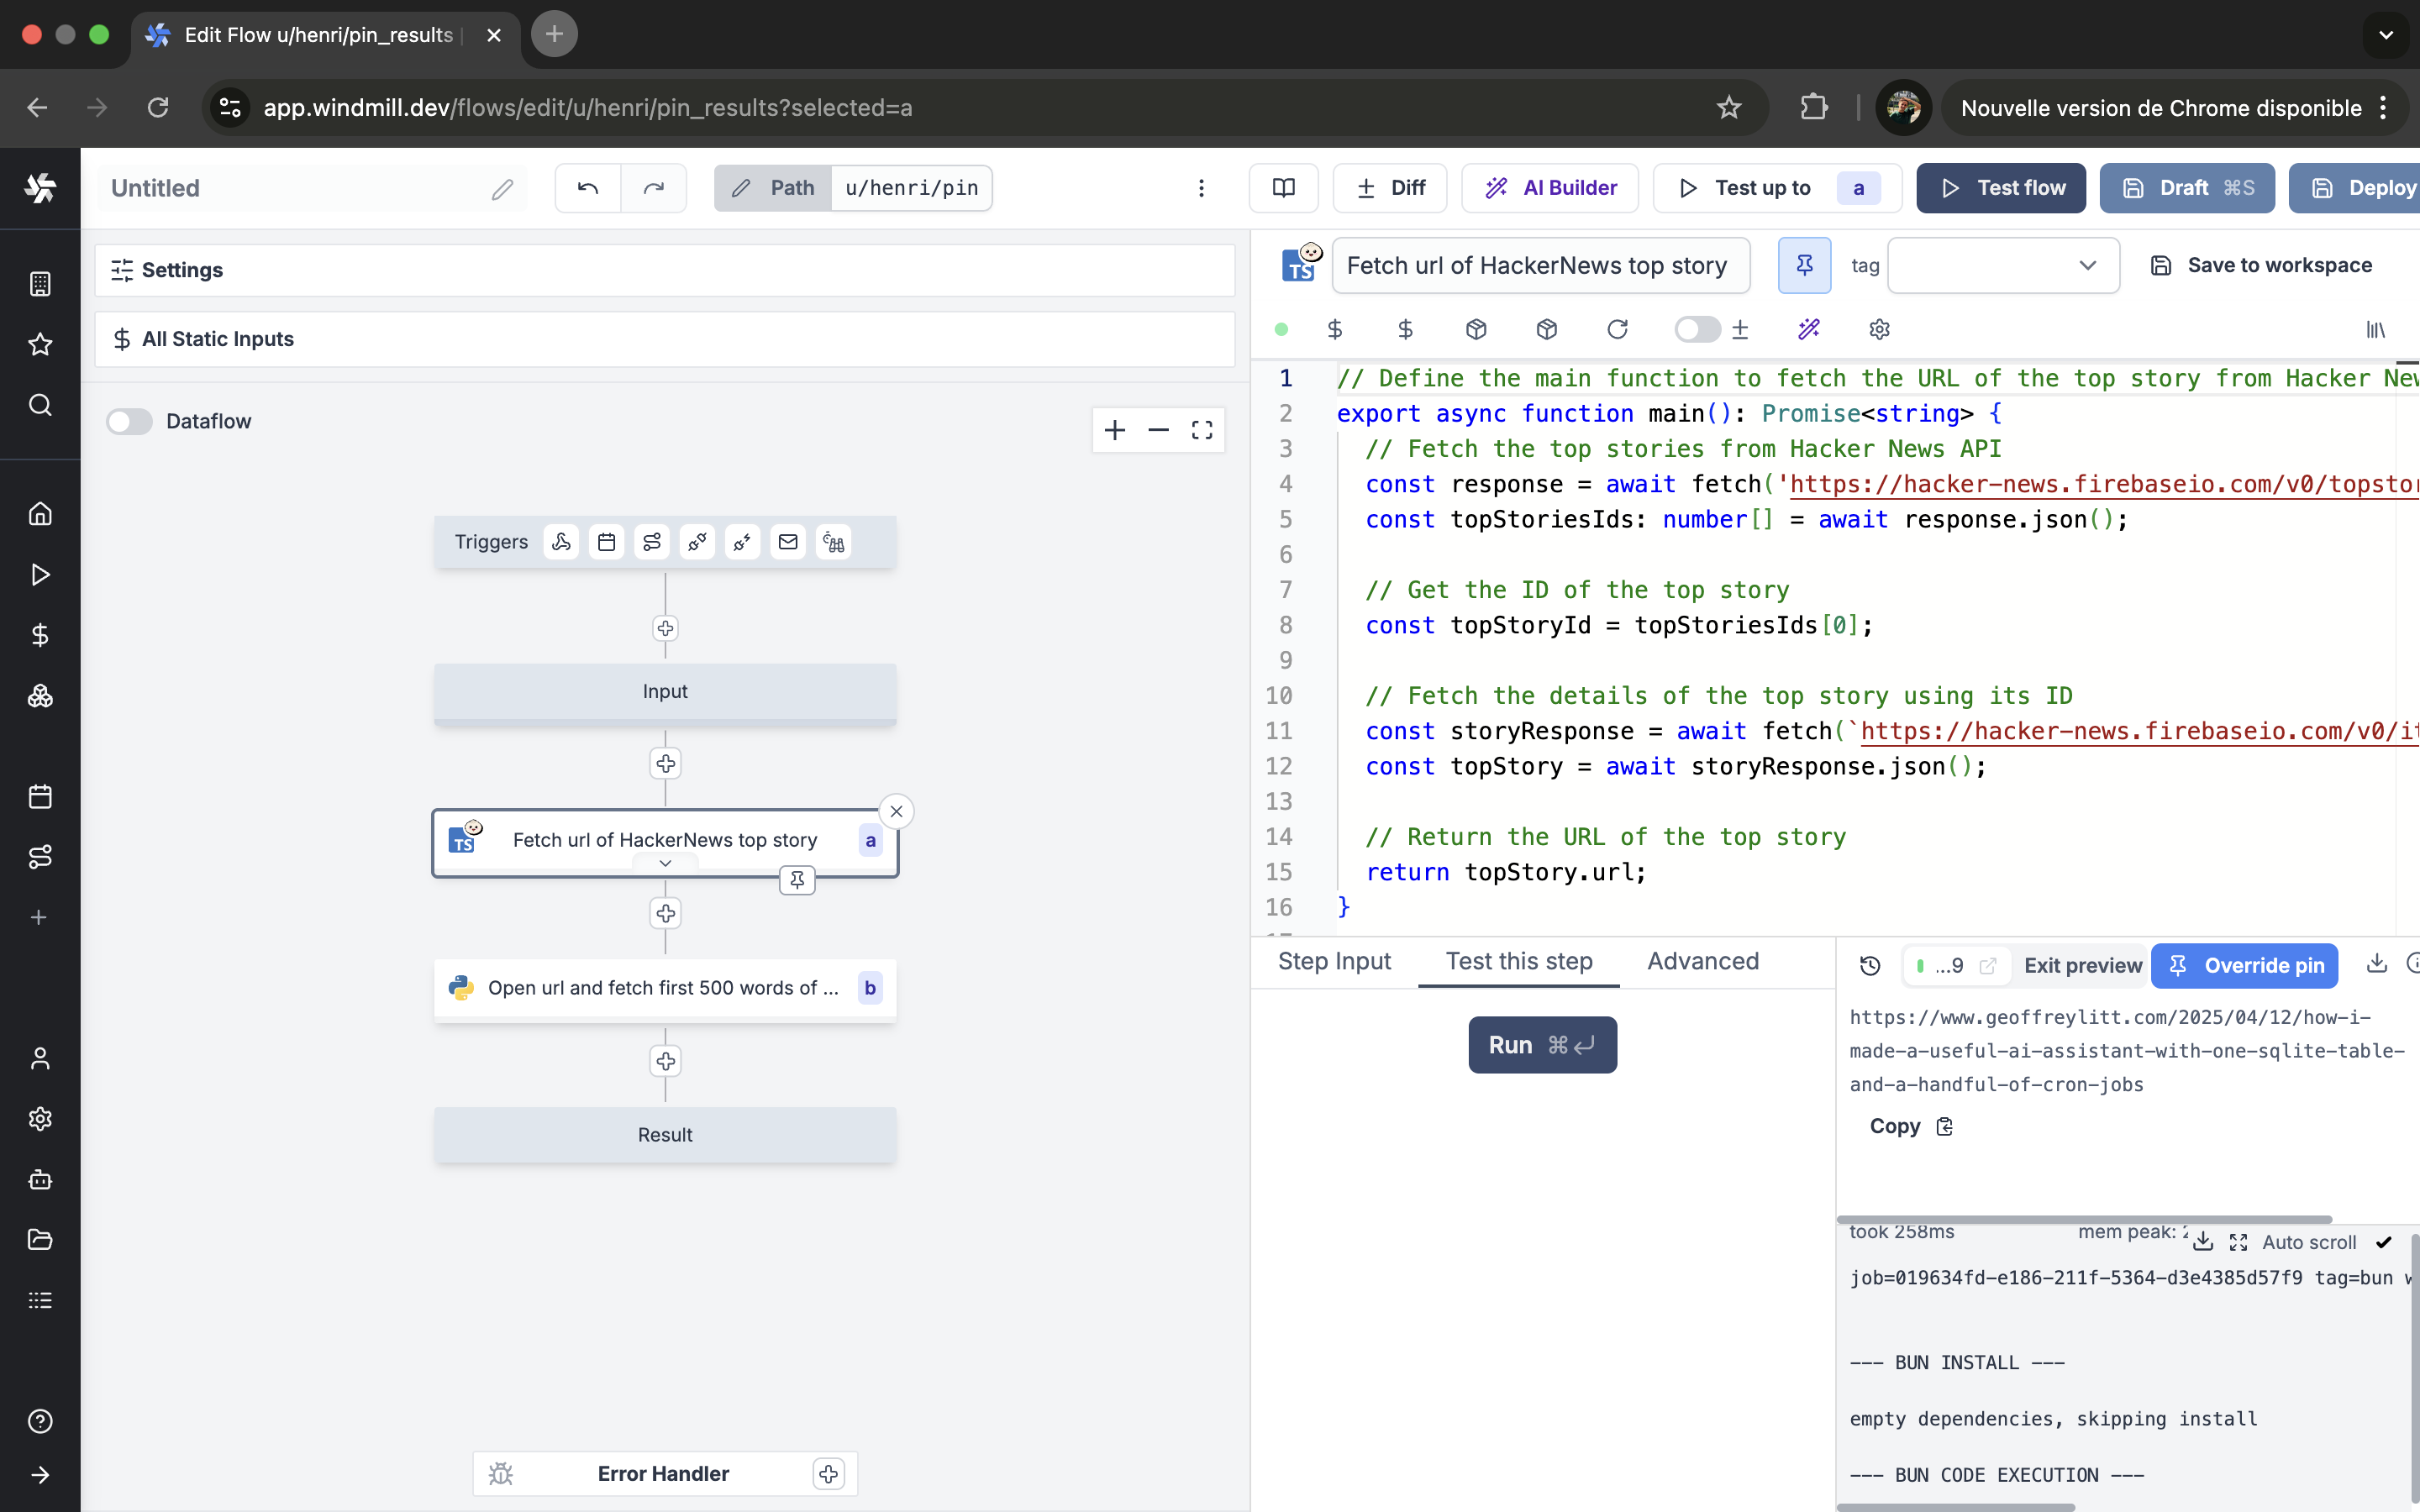 Edit Flow u/henri/pin_results
app.windmill.dev/flows/edit/u/henri/pin_results?selected=a
Nouvelle version de Chrome disponible
Untitled
Path
u/henri/pin
Diff
AI Builder
Test up to
a
Test flow
Draft ⌘S
Deploy
Settings
All Static Inputs
Dataflow
Triggers
Input
TS
Fetch url of HackerNews top story
a
Open url and fetch first 500 words of ...
b
Result
Error Handler
TS
Fetch url of HackerNews top story
tag
Save to workspace
1 // Define the main function to fetch the URL of the top story from Hacker
2 export async function main(): Promise<string> {
3 // Fetch the top stories from Hacker News API
4 const response = await fetch('https://hacker-news.firebaseio.com/v0/
5 const topStoriesIds: number[] = await response.json();
6
7 // Get the ID of the top story
8 const topStoryId = topStoriesIds[0];
9
10 // Fetch the details of the top story using its ID
11 const storyResponse = await fetch(`https://hacker-news.firebaseio.com/v0/
12 const topStory = await storyResponse.json();
13
14 // Return the URL of the top story
15 return topStory.url;
16 }
Step Input
Test this step
Advanced
Run ⌘
...9
Exit preview
Override pin
https://www.geoffreylitt.com/2025/04/12/how-i-
made-a-useful-ai-assistant-with-one-sqlite-table-
and-a-handful-of-cron-jobs
Copy
took 258ms
mem peak:
Auto scroll
job=019634fd-e186-211f-5364-d3e4385d57f9 tag=bun
--- BUN INSTALL ---
empty dependencies, skipping install
--- BUN CODE EXECUTION ---